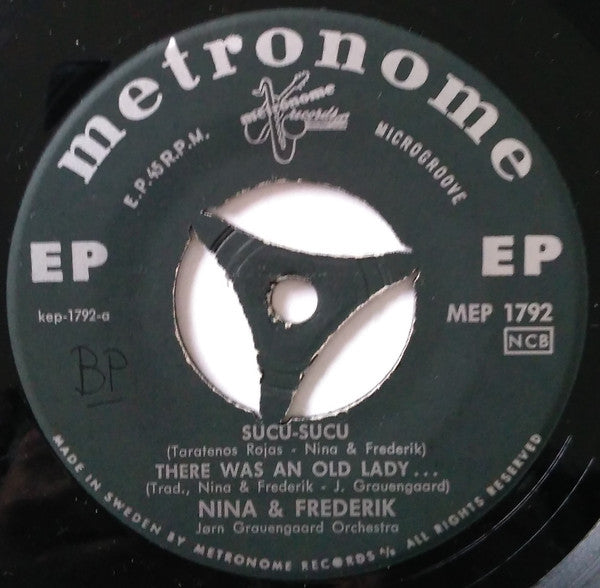 metronome
metronome
records
E.P. 45 R.P.M.
MICROGROOVE
EP
EP
kep-1792-a
MEP 1792
NCB
BP
SUCU-SUCU
(Taratenos Rojas - Nina & Frederik)
THERE WAS AN OLD LADY...
(Trad., Nina & Frederik - J. Grauengaard)
NINA & FREDERIK
Jørn Grauengaard Orchestra
MADE IN SWEDEN BY METRONOME RECORDS A/S ALL RIGHTS RESERVED